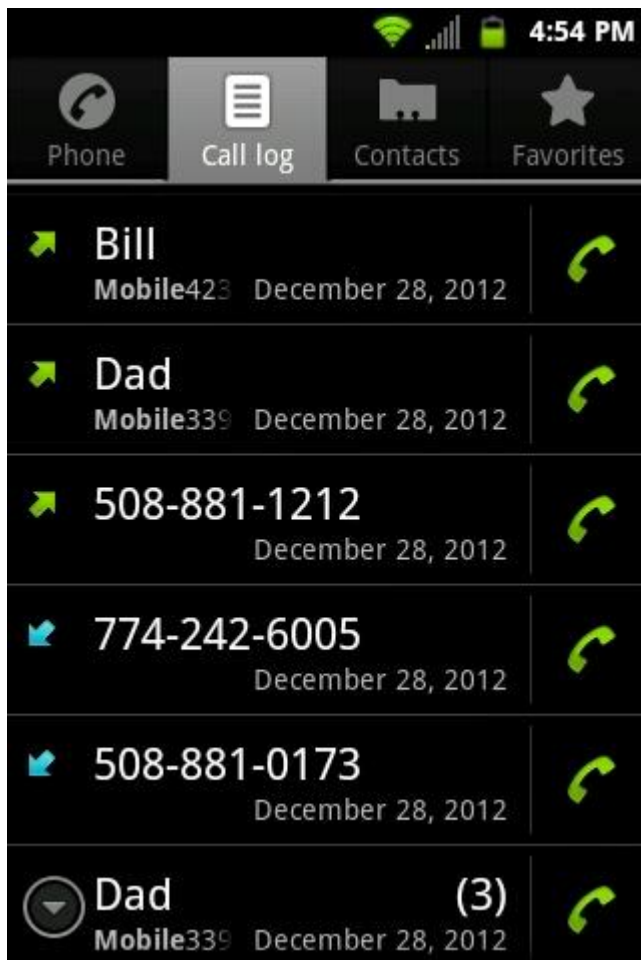 4:54 PM
Phone Call log Contacts Favorites
Bill
Mobile423 December 28, 2012
Dad
Mobile339 December 28, 2012
508-881-1212
December 28, 2012
774-242-6005
December 28, 2012
508-881-0173
December 28, 2012
Dad (3)
Mobile339 December 28, 2012